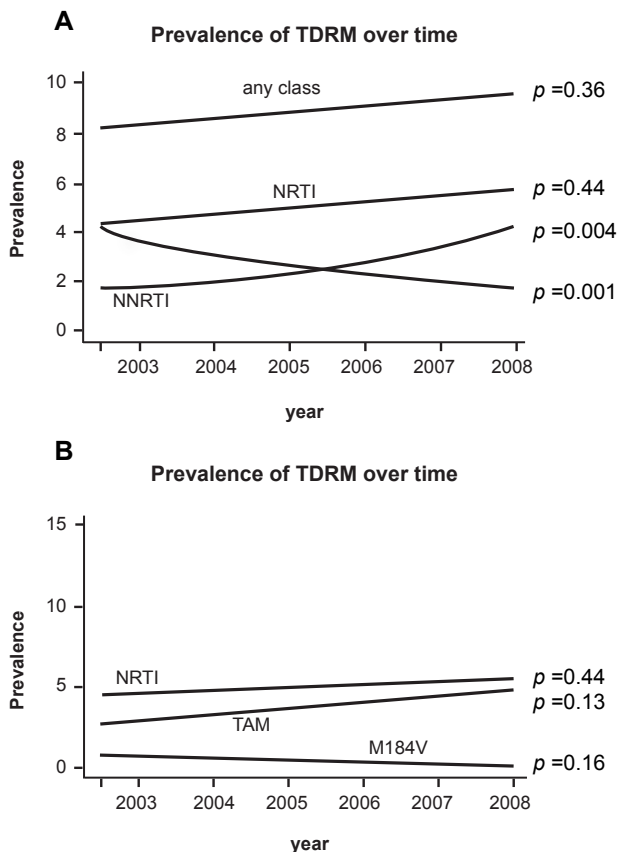 A
Prevalence of TDRM over time
Prevalence
10
8
6
4
2
0
any class
NRTI
NNRTI
p =0.36
p =0.44
p =0.004
p =0.001
2003 2004 2005 2006 2007 2008
year
B
Prevalence of TDRM over time
Prevalence
15
10
5
0
NRTI
TAM
M184V
p =0.44
p =0.13
p =0.16
2003 2004 2005 2006 2007 2008
year